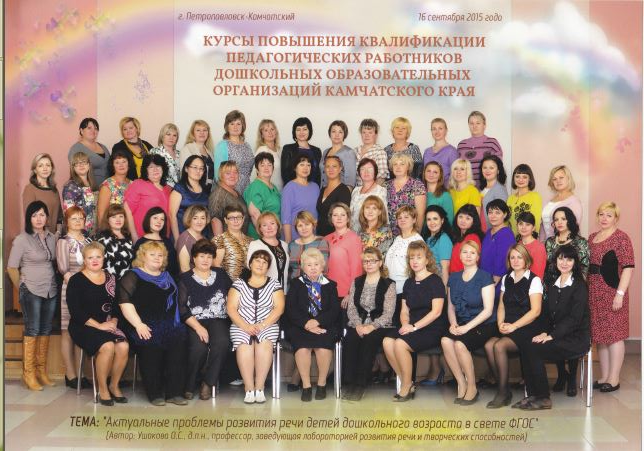 г. Петропавловск-Камчатский 16 сентября 2015 года
КУРСЫ ПОВЫШЕНИЯ КВАЛИФИКАЦИИ
ПЕДАГОГИЧЕСКИХ РАБОТНИКОВ
ДОШКОЛЬНЫХ ОБРАЗОВАТЕЛЬНЫХ
ОРГАНИЗАЦИЙ КАМЧАТСКОГО КРАЯ
ТЕМА: "Актуальные проблемы развития речи детей дошкольного возраста в свете ФГОС"
(Автор: Ушакова О.С., д.п.н., профессор, заведующая лабораторией развития речи и творческих способностей)